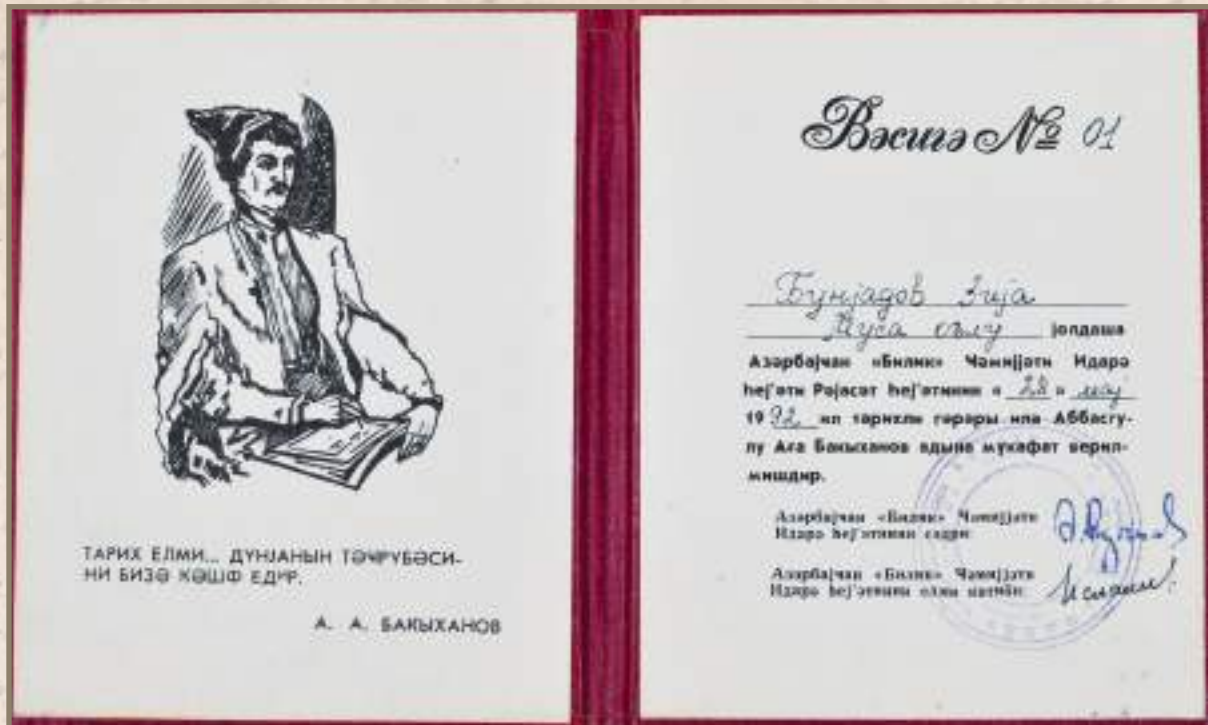 ТАРИХ ЕЛМИ... ДҮНЈАНЫН ТӘҸРҮБӘСИ-
НИ БИЗӘ КӘШФ ЕДИР.
А. А. БАКЫХАНОВ
Вәсигә № 01
Бунјадов Зија
Муса оғлу јолдаша
Азәрбајҹан «Билик» Ҹәмијјәти Идарә
һеј'әти Рәјасәт һеј'әтинин « 28 » мај
1992 ил тарихли гәрары илә Аббасгу-
лу Аға Бакыханов адына мүкафат верил-
мишдир.
Азәрбајҹан «Билик» Ҹәмијјәти
Идарә һеј'әтинин сәдри
Азәрбајҹан «Билик» Ҹәмијјәти
Идарә һеј'әтинин елми катиби